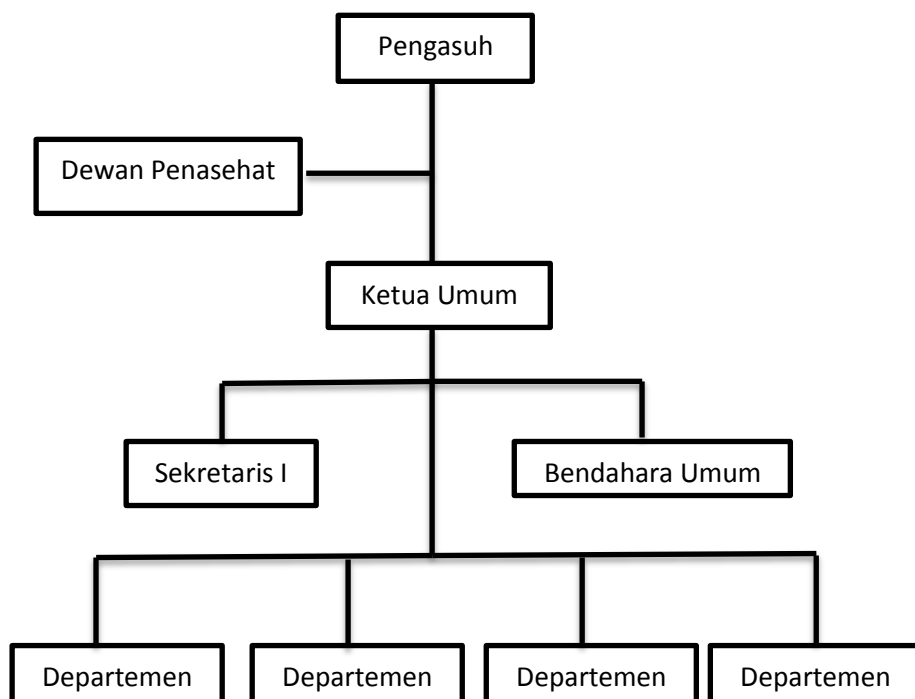 Pengasuh
Dewan Penasehat
Ketua Umum
Sekretaris I
Bendahara Umum
Departemen
Departemen
Departemen
Departemen